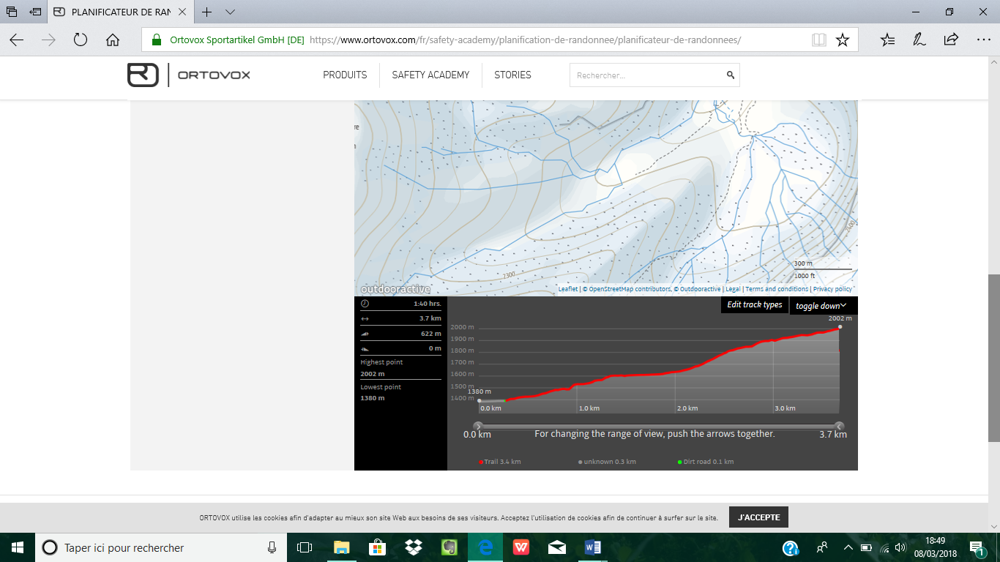 PLANIFICATEUR DE RAN
Ortovox Sportartikel GmbH [DE] https://www.ortovox.com/fr/safety-academy/planification-de-randonnee/planificateur-de-randonnees/
ORTOVOX PRODUITS SAFETY ACADEMY STORIES Rechercher...
re
2400
2300
300 m
1000 ft
outdooractive
Leaflet | © OpenStreetMap contributors, © Outdooractive | Legal | Terms and conditions | Privacy policy
1:40 hrs.
3.7 km
622 m
0 m
Highest point
2002 m
Lowest point
1380 m
Edit track types toggle down
2002 m
2000 m
1900 m
1800 m
1700 m
1600 m
1500 m
1400 m
1380 m
0.0 km 1.0 km 2.0 km 3.0 km
0.0 km For changing the range of view, push the arrows together. 3.7 km
Trail 3.4 km unknown 0.3 km Dirt road 0.1 km
ORTOVOX utilise les cookies afin d'adapter au mieux son site Web aux besoins de ses visiteurs. Acceptez l'utilisation de cookies afin de continuer à surfer sur le site. J'ACCEPTE
Taper ici pour rechercher
18:49
08/03/2018
1